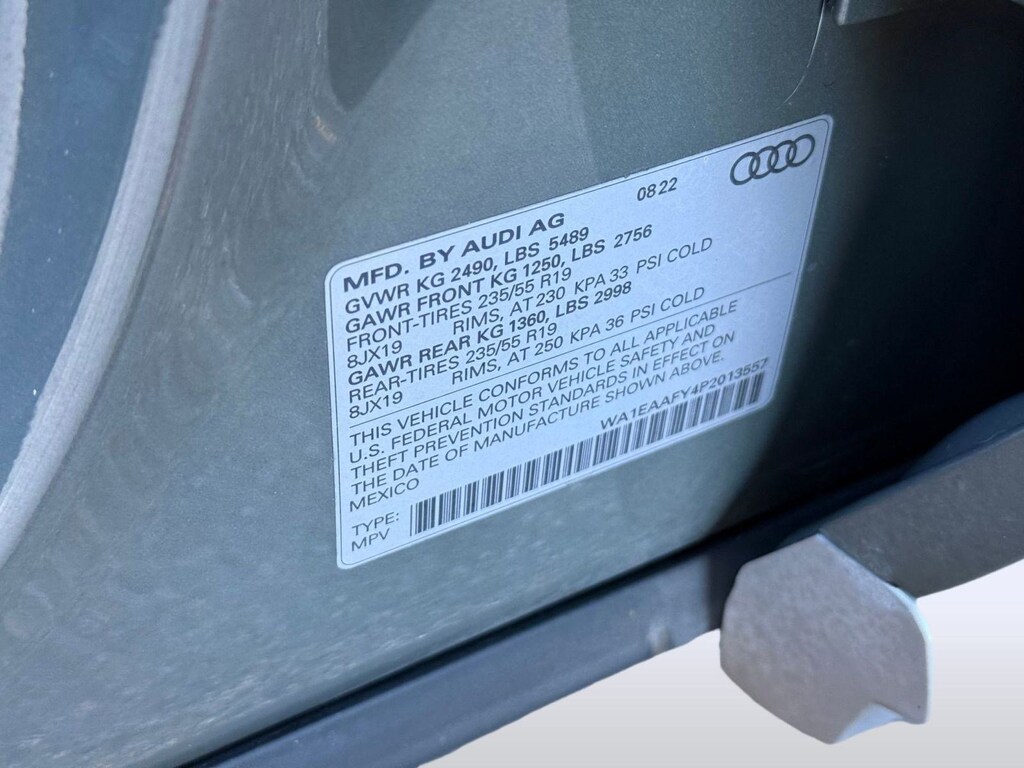 08 22
MFD. BY AUDI AG
GVWR KG 2490, LBS 5489
GAWR FRONT KG 1250, LBS 2756
FRONT-TIRES 235/55 R19
8JX19 RIMS, AT 230 KPA 33 PSI COLD
GAWR REAR KG 1360, LBS 2998
REAR-TIRES 235/55 R19
8JX19 RIMS, AT 250 KPA 36 PSI COLD
THIS VEHICLE CONFORMS TO ALL APPLICABLE
U.S. FEDERAL MOTOR VEHICLE SAFETY AND
THEFT PREVENTION STANDARDS IN EFFECT ON
THE DATE OF MANUFACTURE SHOWN ABOVE.
MEXICO WA1EAAFY4P2013557
TYPE:
MPV